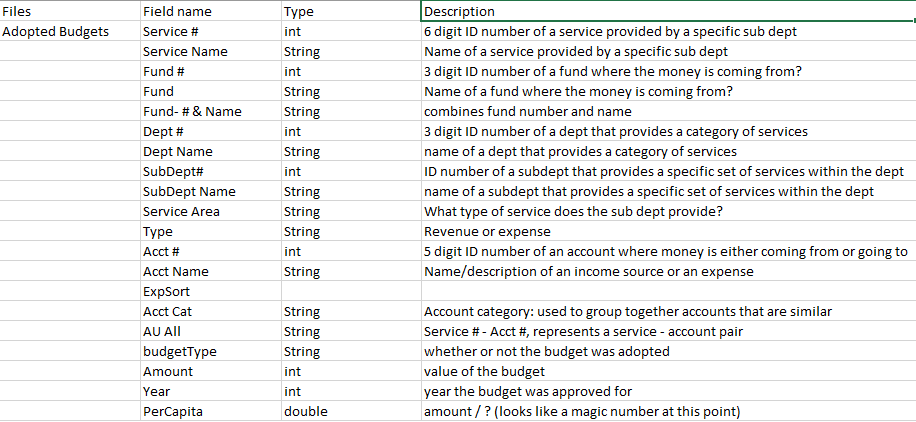 Files Field name Type Description
Adopted Budgets Service # int 6 digit ID number of a service provided by a specific sub dept
Service Name String Name of a service provided by a specific sub dept
Fund # int 3 digit ID number of a fund where the money is coming from?
Fund String Name of a fund where the money is coming from?
Fund- # & Name String combines fund number and name
Dept # int 3 digit ID number of a dept that provides a category of services
Dept Name String name of a dept that provides a category of services
SubDept# int ID number of a subdept that provides a specific set of services within the dept
SubDept Name String name of a subdept that provides a specific set of services within the dept
Service Area String What type of service does the sub dept provide?
Type String Revenue or expense
Acct # int 5 digit ID number of an account where money is either coming from or going to
Acct Name String Name/description of an income source or an expense
ExpSort
Acct Cat String Account category: used to group together accounts that are similar
AU All String Service # - Acct #, represents a service - account pair
budgetType String whether or not the budget was adopted
Amount int value of the budget
Year int year the budget was approved for
PerCapita double amount / ? (looks like a magic number at this point)